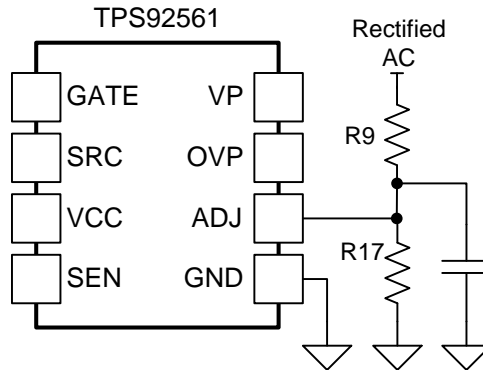 TPS92561
Rectified
AC
GATE
VP
R9
SRC
OVP
VCC
ADJ
R17
SEN
GND